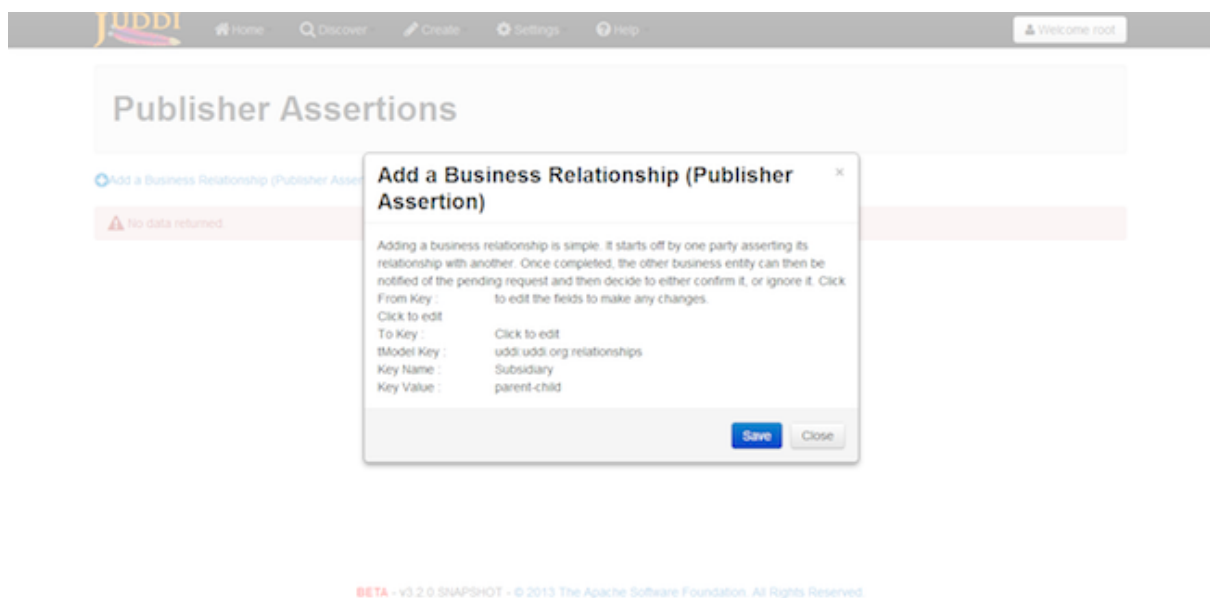 jUDDI
Home Discover Create Settings Help Welcome root
Publisher Assertions
Add a Business Relationship (Publisher Asser
No data returned.
Add a Business Relationship (Publisher ×
Assertion)
Adding a business relationship is simple. It starts off by one party asserting its
relationship with another. Once completed, the other business entity can then be
notified of the pending request and then decide to either confirm it, or ignore it. Click
From Key : to edit the fields to make any changes.
Click to edit
To Key : Click to edit
tModel Key : uddi:uddi.org:relationships
Key Name : Subsidiary
Key Value : parent-child
Save Close
BETA - v3.2.0.SNAPSHOT - © 2013 The Apache Software Foundation. All Rights Reserved.